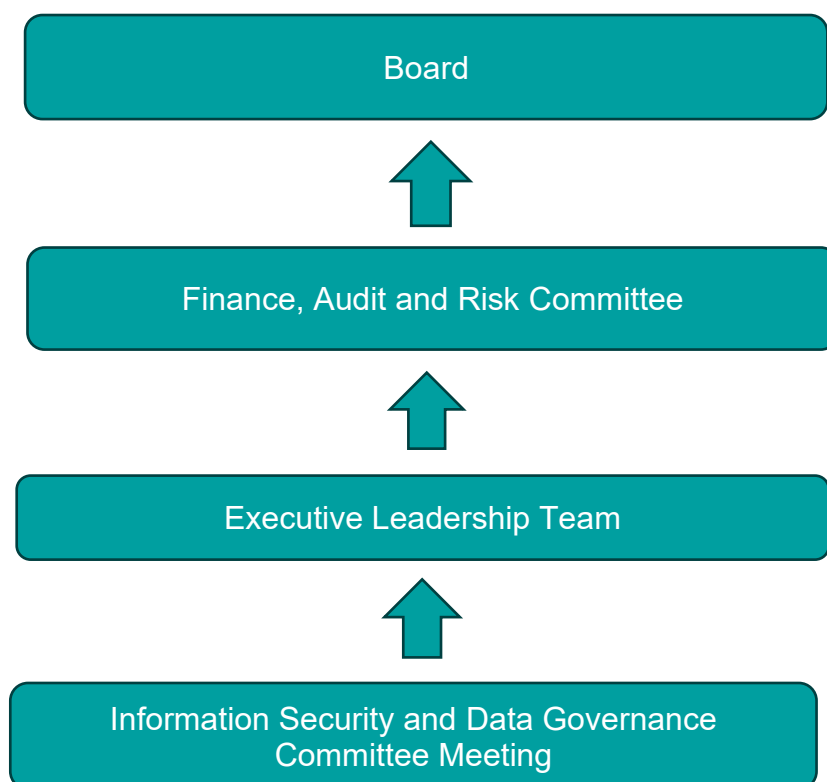 Board
Finance, Audit and Risk Committee
Executive Leadership Team
Information Security and Data Governance
Committee Meeting